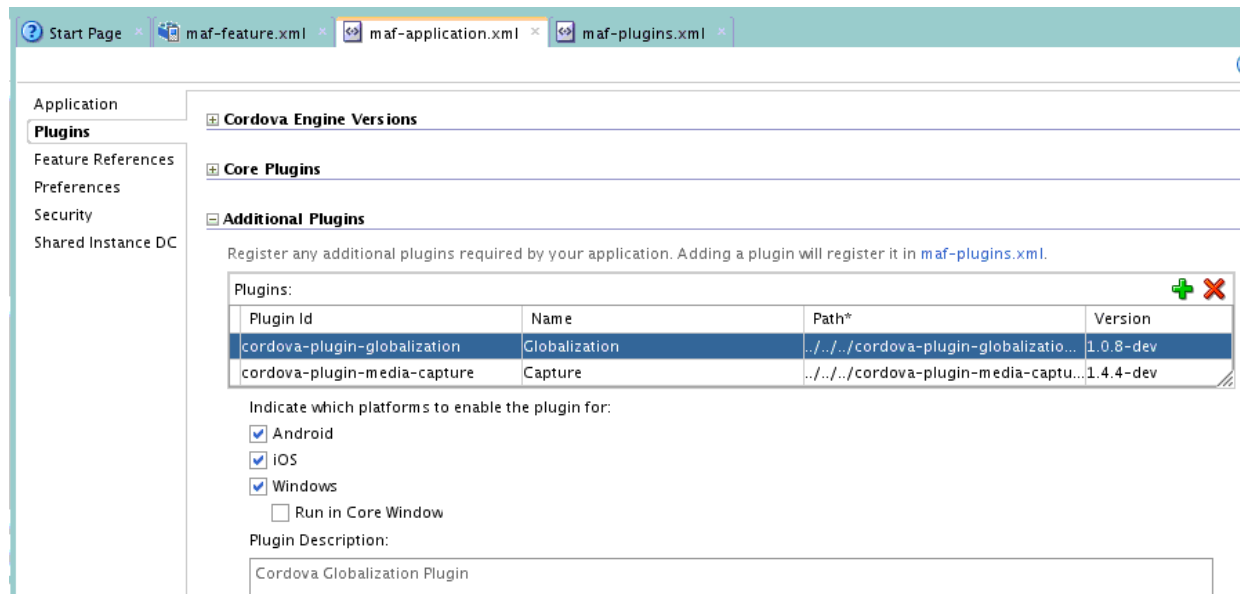 Start Page maf-feature.xml maf-application.xml maf-plugins.xml
Application
Plugins
Feature References
Preferences
Security
Shared Instance DC
Cordova Engine Versions
Core Plugins
Additional Plugins
Register any additional plugins required by your application. Adding a plugin will register it in maf-plugins.xml.
Plugins:
Plugin Id Name Path* Version
cordova-plugin-globalization Globalization ../../../cordova-plugin-globalizatio... 1.0.8-dev
cordova-plugin-media-capture Capture ../../../cordova-plugin-media-captu... 1.4.4-dev
Indicate which platforms to enable the plugin for:
Android
iOS
Windows
Run in Core Window
Plugin Description:
Cordova Globalization Plugin